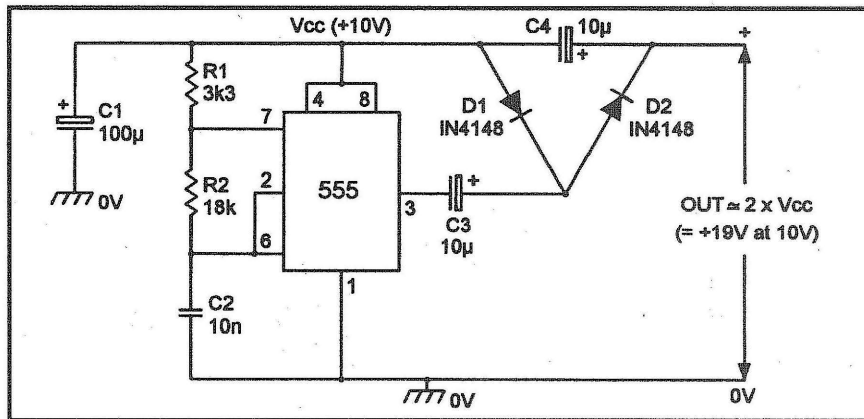 Vcc (+10V)
C4
10µ
+
+
R1
3k3
4
8
+
C1
100µ
7
D1
IN4148
D2
IN4148
R2
18k
2
555
3
+
0V
6
C3
10µ
OUT ≃ 2 x Vcc
(= +19V at 10V)
1
C2
10n
0V
0V